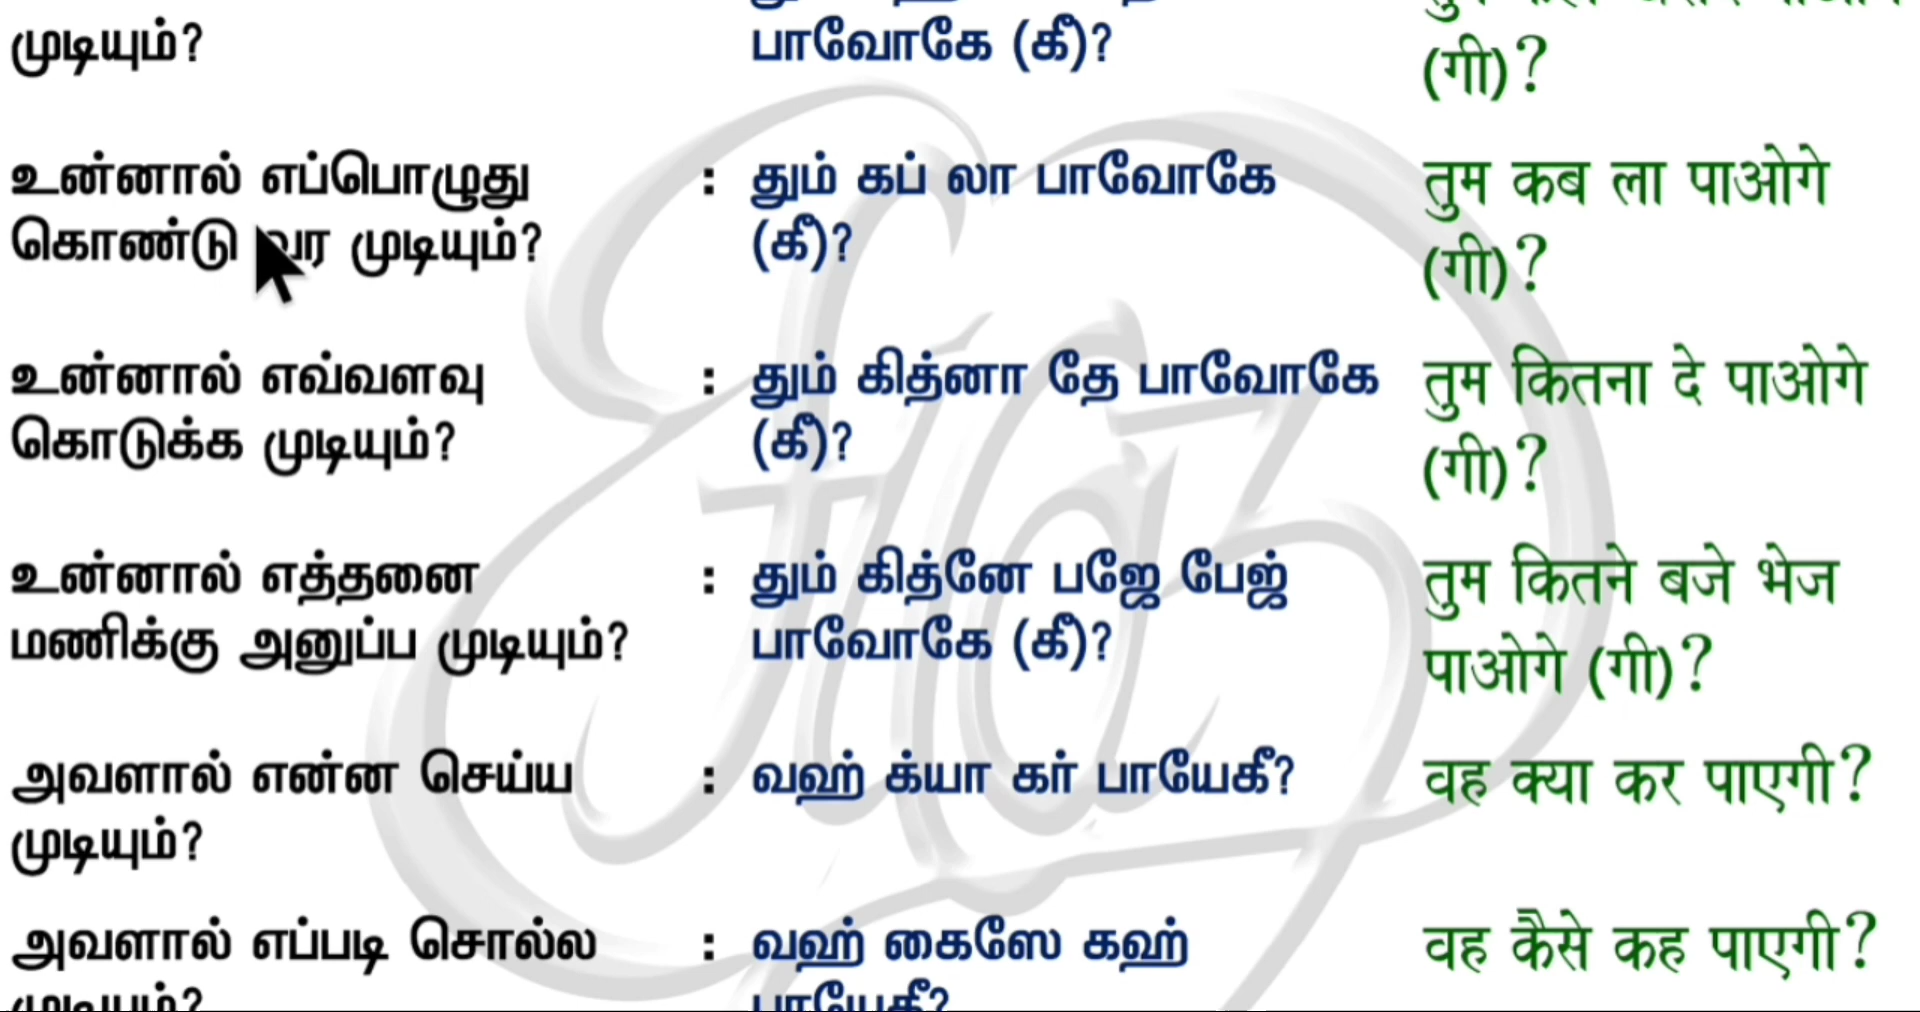 முடியும்?
பாவோகே (கீ)?
(गी)?
உன்னால் எப்பொழுது : தும் கப் லா பாவோகே तुम कब ला पाओगे
கொண்டு வர முடியும்? (கீ)? (गी)?
உன்னால் எவ்வளவு : தும் கித்னா தே பாவோகே तुम कितना दे पाओगे
கொடுக்க முடியும்? (கீ)? (गी)?
உன்னால் எத்தனை : தும் கித்னே பஜே பேஜ் तुम कितने बजे भेज
மணிக்கு அனுப்ப முடியும்? பாவோகே (கீ)? पाओगे (गी)?
அவளால் என்ன செய்ய : வஹ் க்யா கர் பாயேகீ? वह क्या कर पाएगी?
முடியும்?
அவளால் எப்படி சொல்ல : வஹ் கைஸே கஹ் वह कैसे कह पाएगी?
முடியும்? பாயேகீ?